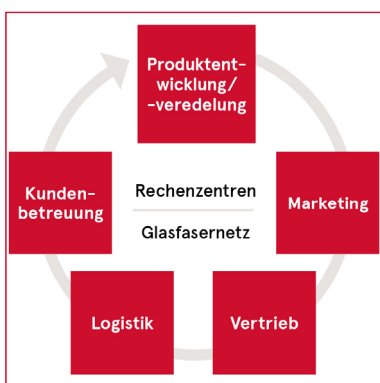 Produktent-
wicklung/
-veredelung
Kunden-
betreuung
Rechenzentren
Glasfasernetz
Marketing
Logistik
Vertrieb